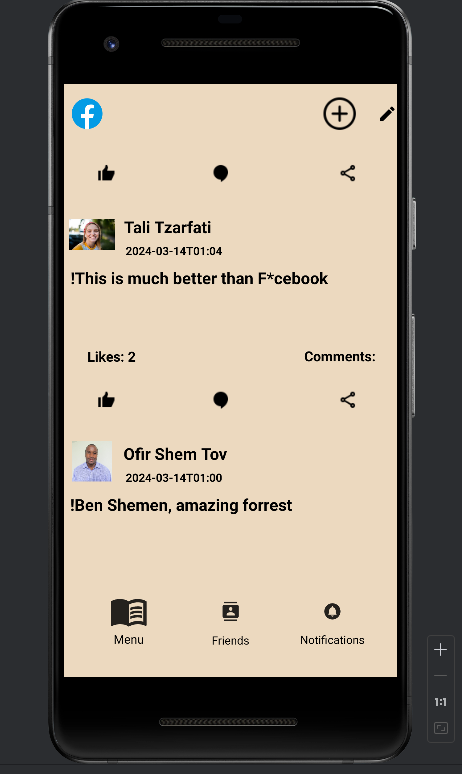 Tali Tzarfati
2024-03-14T01:04
!This is much better than F*cebook
Likes: 2 Comments:
Ofir Shem Tov
2024-03-14T01:00
!Ben Shemen, amazing forrest
Menu Friends Notifications
1:1